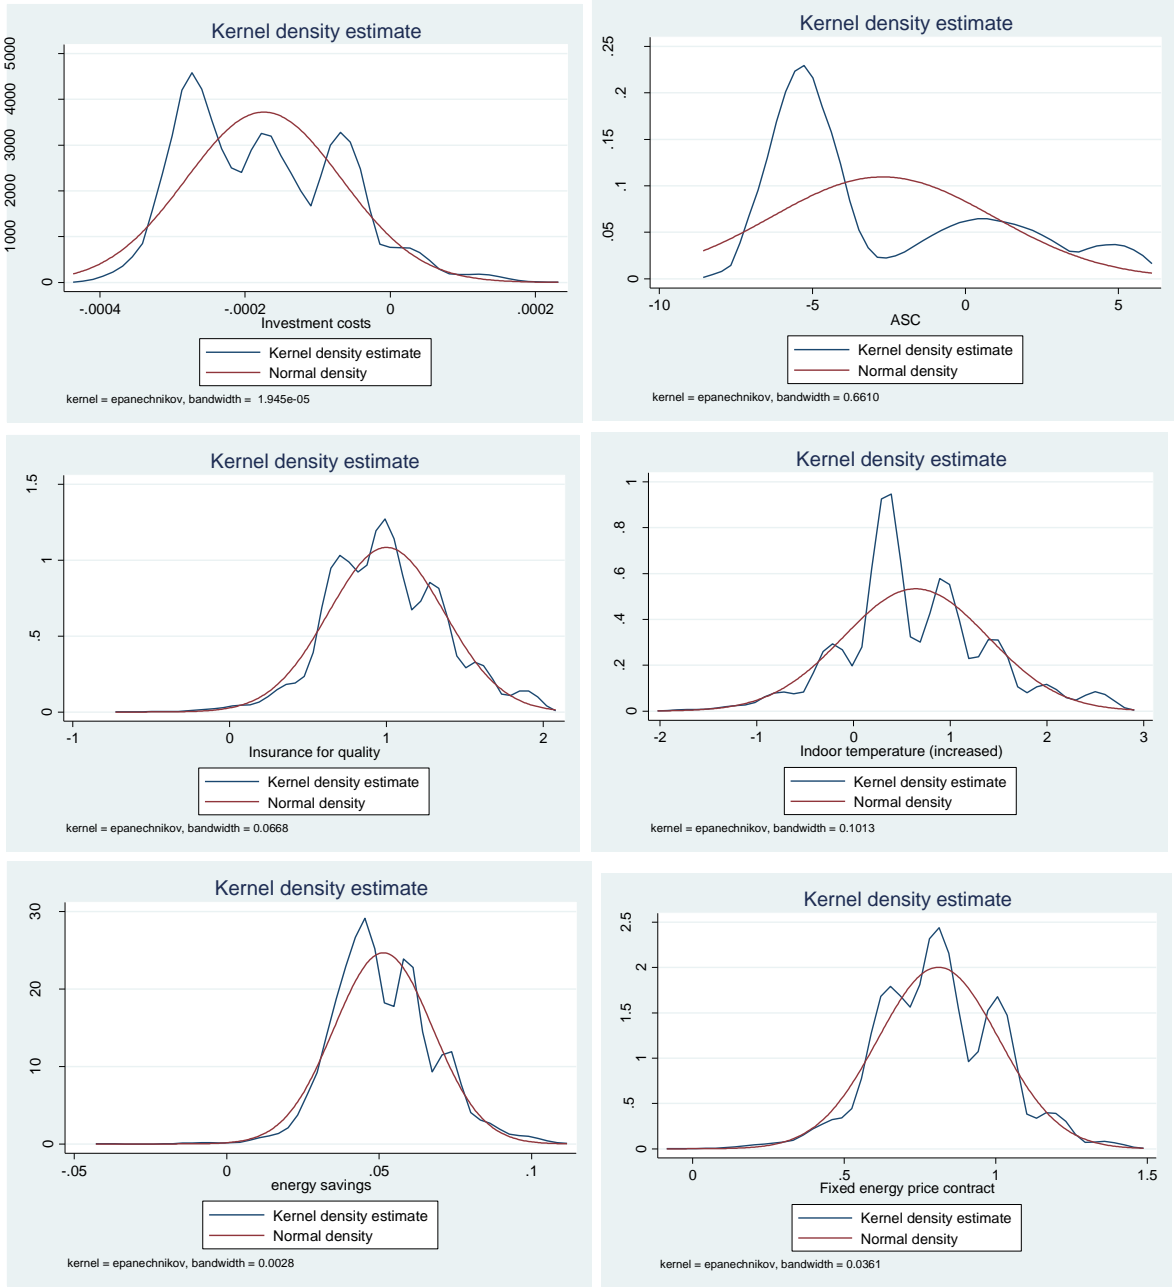 Kernel density estimate
5000
4000
3000
2000
1000
0
-.0004
-.0002
0
.0002
Investment costs
Kernel density estimate
Normal density
kernel = epanechnikov, bandwidth = 1.945e-05
Kernel density estimate
.25
.2
.15
.1
.05
0
-10
-5
0
5
ASC
Kernel density estimate
Normal density
kernel = epanechnikov, bandwidth = 0.6610
Kernel density estimate
1.5
1
.5
0
-1
0
1
2
Insurance for quality
Kernel density estimate
Normal density
kernel = epanechnikov, bandwidth = 0.0668
Kernel density estimate
1
.8
.6
.4
.2
0
-2
-1
0
1
2
3
Indoor temperature (increased)
Kernel density estimate
Normal density
kernel = epanechnikov, bandwidth = 0.1013
Kernel density estimate
30
20
10
0
-.05
0
.05
.1
energy savings
Kernel density estimate
Normal density
kernel = epanechnikov, bandwidth = 0.0028
Kernel density estimate
2.5
2
1.5
1
.5
0
0
.5
1
1.5
Fixed energy price contract
Kernel density estimate
Normal density
kernel = epanechnikov, bandwidth = 0.0361